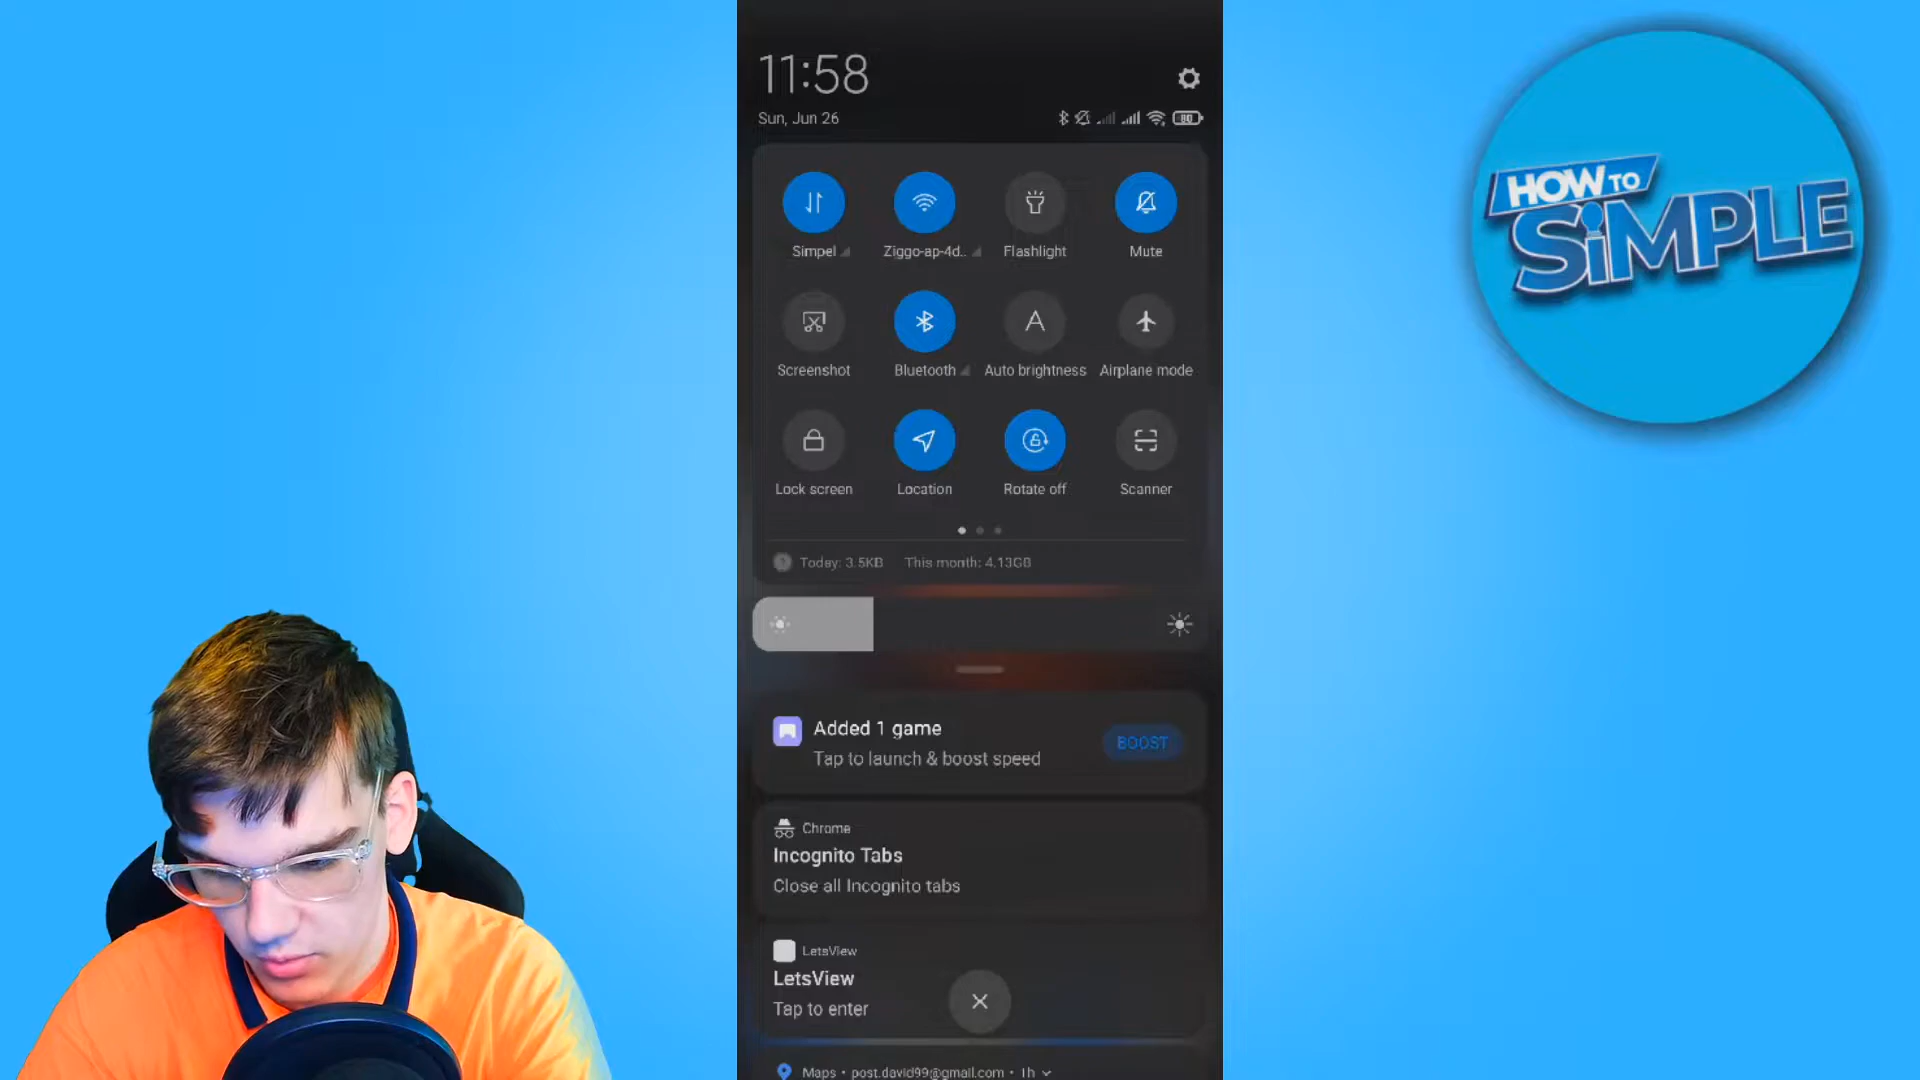 11:58
Sun, Jun 26
80
HOW TO
SiMPLE
Simpel
Ziggo-ap-4d..
Flashlight
Mute
Screenshot
Bluetooth
Auto brightness
Airplane mode
Lock screen
Location
Rotate off
Scanner
Today: 3.5KB This month: 4.13GB
Added 1 game
Tap to launch & boost speed
BOOST
Chrome
Incognito Tabs
Close all Incognito tabs
LetsView
LetsView
Tap to enter
Maps • post.david99@gmail.com • 1h